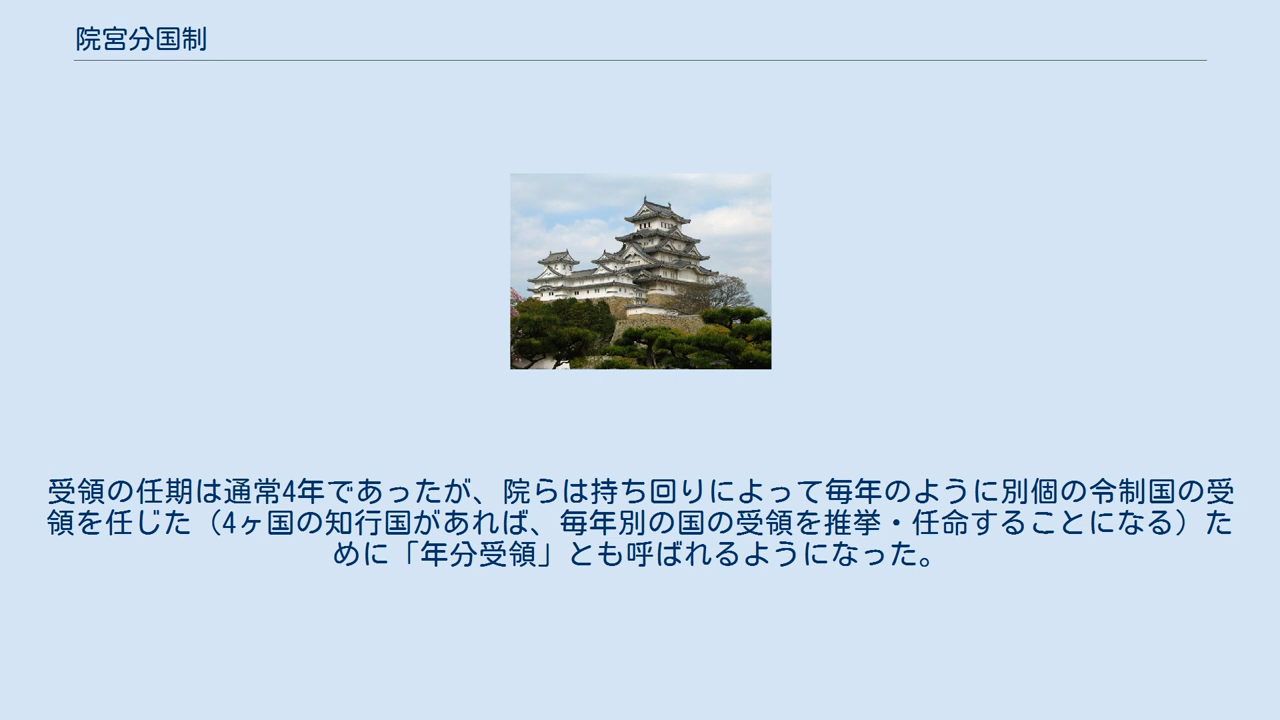 院宮分国制
受領の任期は通常4年であったが、院らは持ち回りによって毎年のように別個の令制国の受
領を任じた（4ヶ国の知行国があれば、毎年別の国の受領を推挙・任命することになる）た
めに「年分受領」とも呼ばれるようになった。